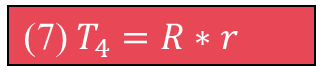 (7) T₄ = R * r